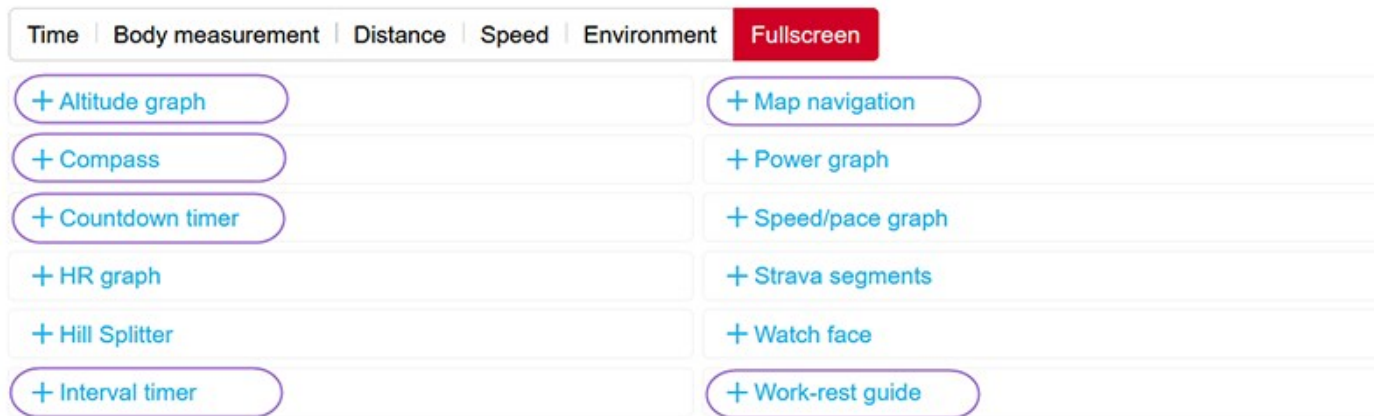 Time Body measurement Distance Speed Environment Fullscreen
+ Altitude graph
+ Compass
+ Countdown timer
+ HR graph
+ Hill Splitter
+ Interval timer
+ Map navigation
+ Power graph
+ Speed/pace graph
+ Strava segments
+ Watch face
+ Work-rest guide